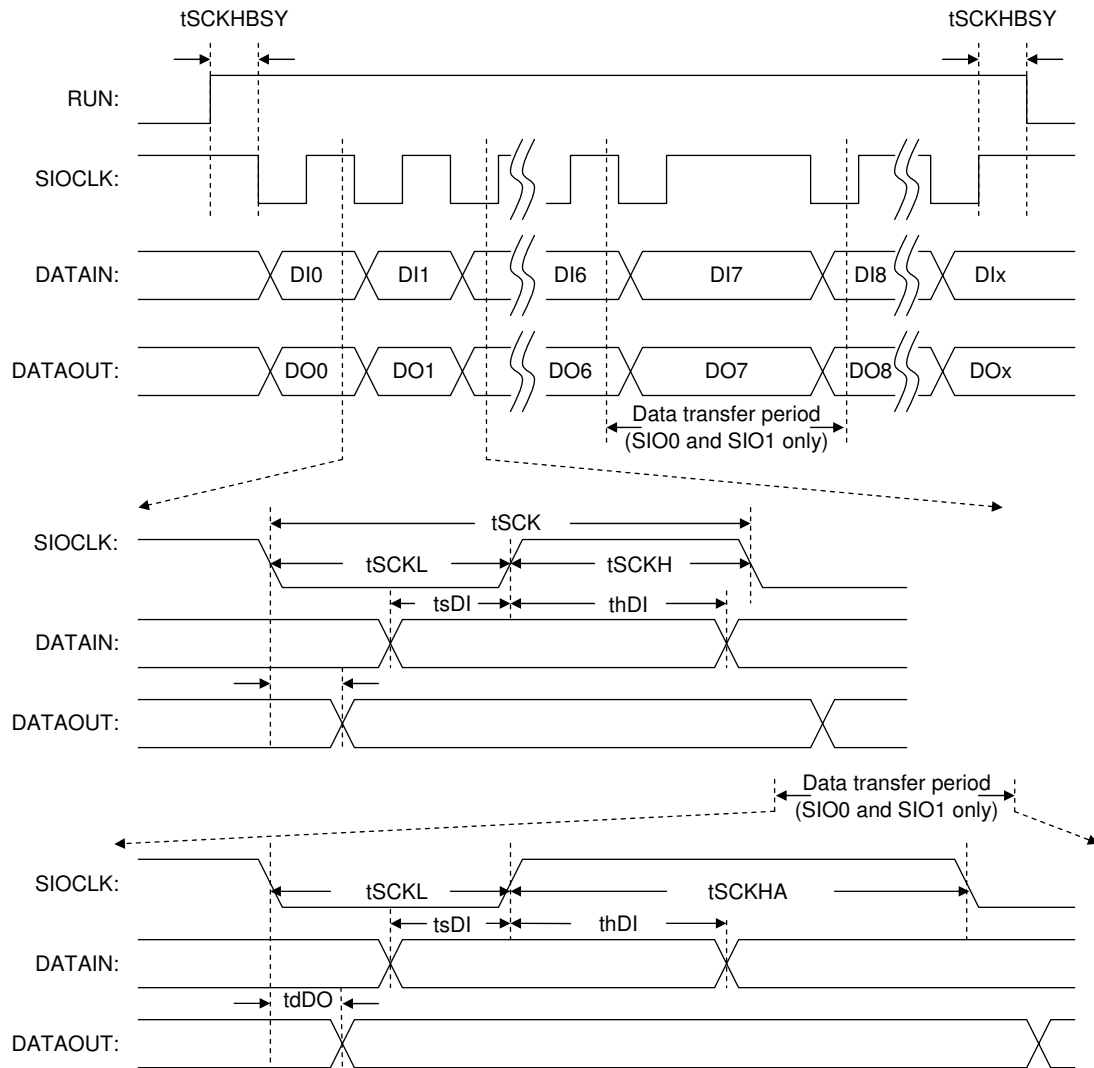 tSCKHBSY tSCKHBSY
RUN:
SIOCLK:
DATAIN: DI0 DI1 DI6 DI7 DI8 DIx
DATAOUT: DO0 DO1 DO6 DO7 DO8 DOx
Data transfer period
(SIO0 and SIO1 only)
tSCK
SIOCLK:
tSCKL tSCKH
tsDI thDI
DATAIN:
DATAOUT:
Data transfer period
(SIO0 and SIO1 only)
SIOCLK:
tSCKL tSCKHA
tsDI thDI
DATAIN:
tdDO
DATAOUT: